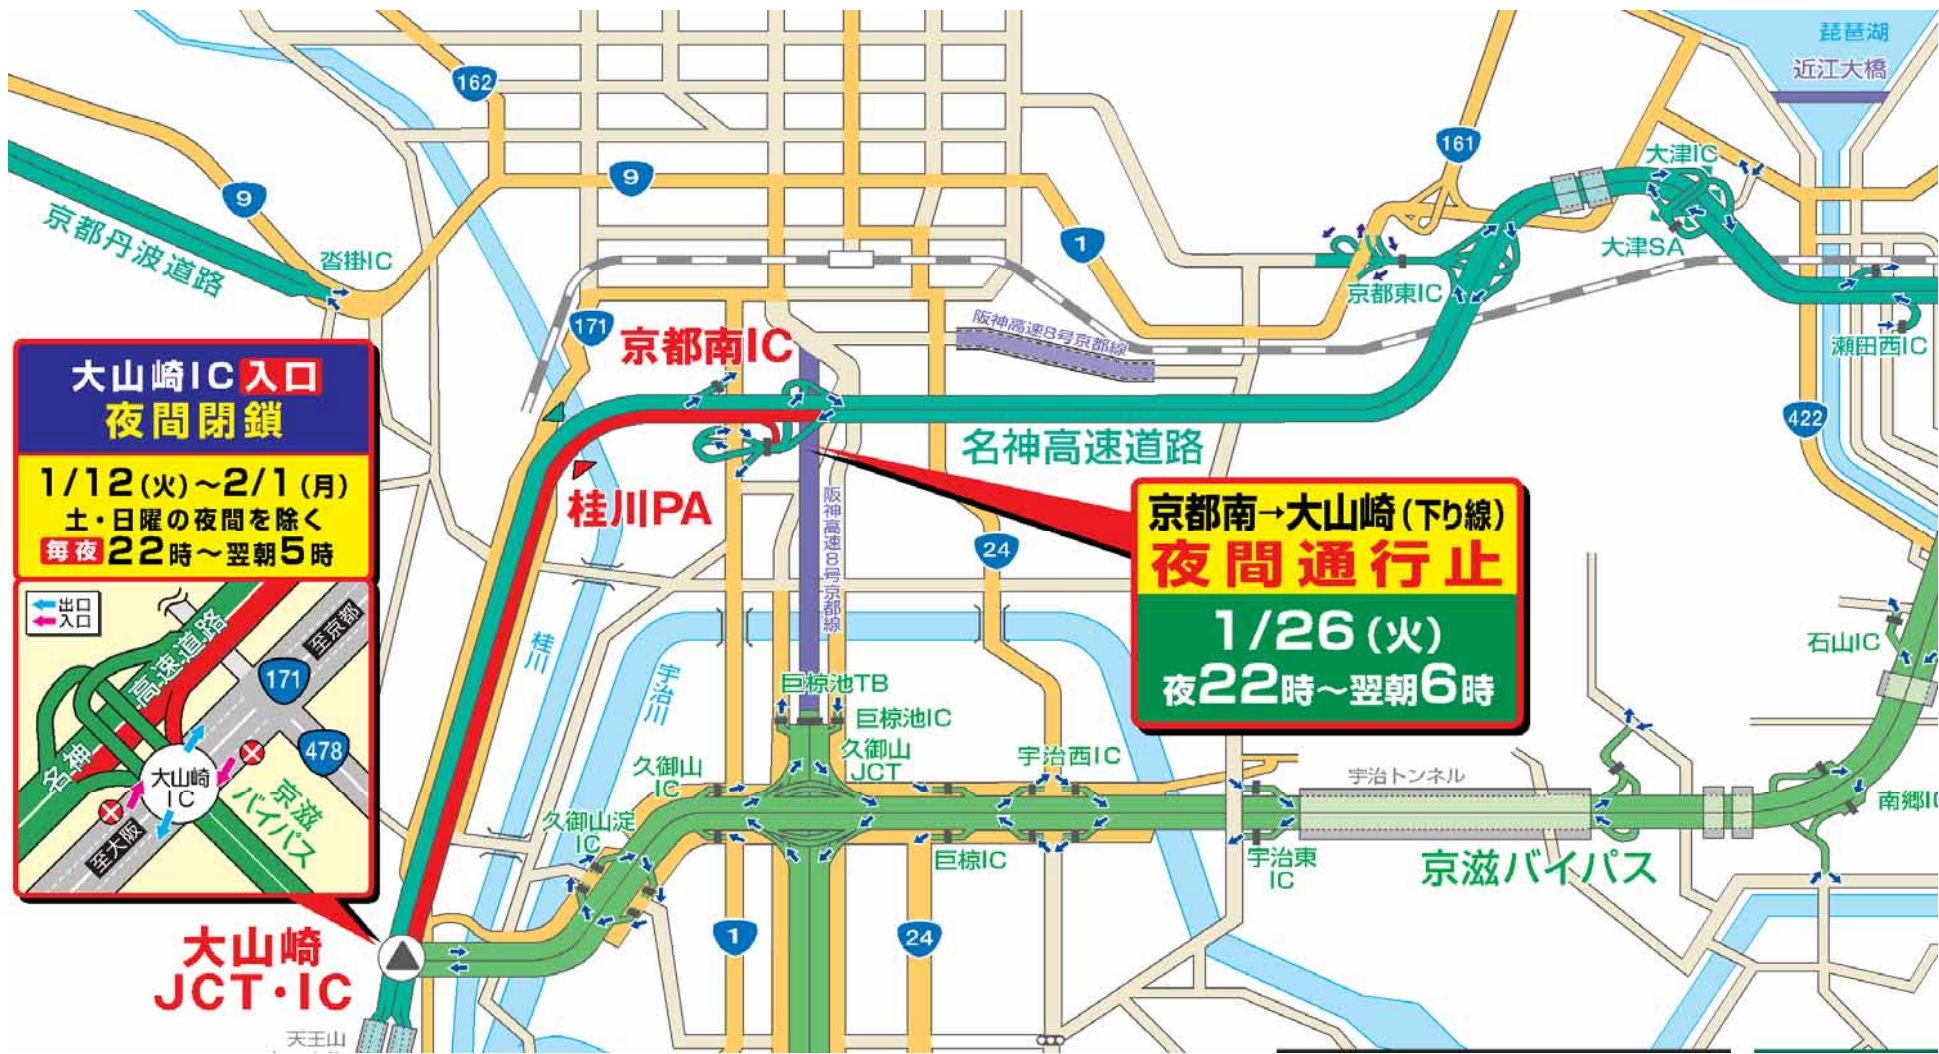 琵琶湖
近江大橋
162
161
9
9
1
大津IC
大津SA
京都丹波道路
沓掛IC
京都東IC
瀬田西IC
171
京都南IC
阪神高速8号京都線
422
大山崎IC 入口
夜間閉鎖
1/12(火)～2/1(月)
土・日曜の夜間を除く
毎夜 22時～翌朝5時
名神高速道路
桂川PA
阪神高速8号京都線
京都南→大山崎(下り線)
夜間通行止
1/26(火)
夜22時～翌朝6時
24
出口
入口
名神高速道路
至京都
171
478
大山崎
IC
京滋
バイパス
至大阪
桂川
宇治川
石山IC
巨椋池TB
巨椋池IC
久御山
JCT
久御山
IC
宇治西IC
宇治トンネル
久御山淀
IC
巨椋IC
宇治東
IC
京滋バイパス
南郷IC
1
24
大山崎
JCT・IC
天王山